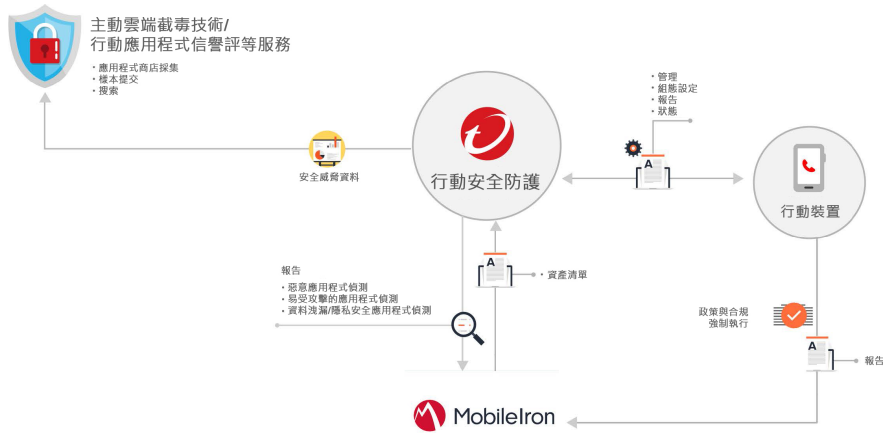 主動雲端截毒技術/
行動應用程式信譽評等服務
・應用程式商店採集
・樣本提交
・搜索
安全威脅資料
行動安全防護
・管理
・組態設定
・報告
・狀態
A
行動裝置
報告
・惡意應用程式偵測
・易受攻擊的應用程式偵測
・資料洩漏/隱私安全應用程式偵測
A
・資產清單
政策與合規
強制執行
A
報告
MobileIron